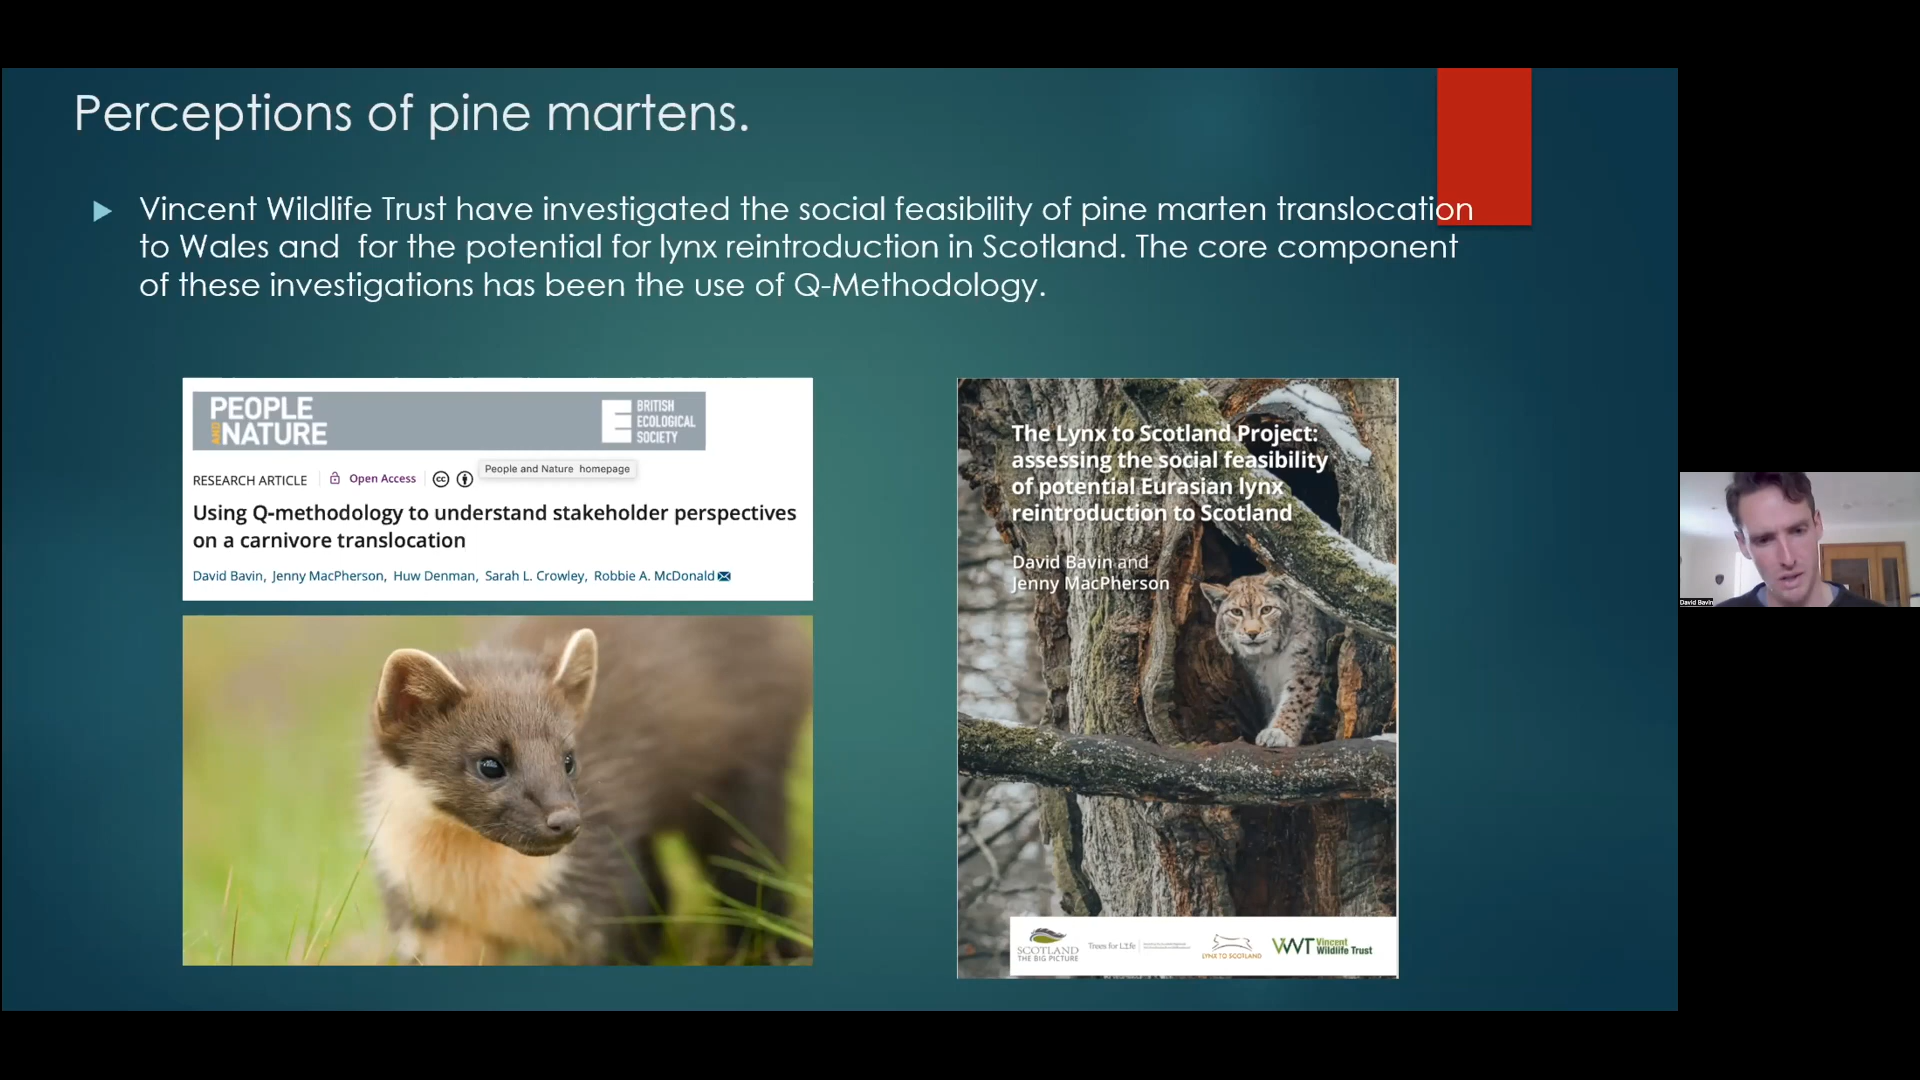 Perceptions of pine martens.
Vincent Wildlife Trust have investigated the social feasibility of pine marten translocation
to Wales and  for the potential for lynx reintroduction in Scotland. The core component
of these investigations has been the use of Q-Methodology.
PEOPLE
AND NATURE
BRITISH
ECOLOGICAL
SOCIETY
People and Nature homepage
RESEARCH ARTICLE
Open Access
cc
Using Q-methodology to understand stakeholder perspectives
on a carnivore translocation
David Bavin, Jenny MacPherson, Huw Denman, Sarah L. Crowley, Robbie A. McDonald
The Lynx to Scotland Project:
assessing the social feasibility
of potential Eurasian lynx
reintroduction to Scotland
David Bavin and
Jenny MacPherson
SCOTLAND
THE BIG PICTURE
Trees for Life
LYNX TO SCOTLAND
VWT Vincent
Wildlife Trust
David Bavin